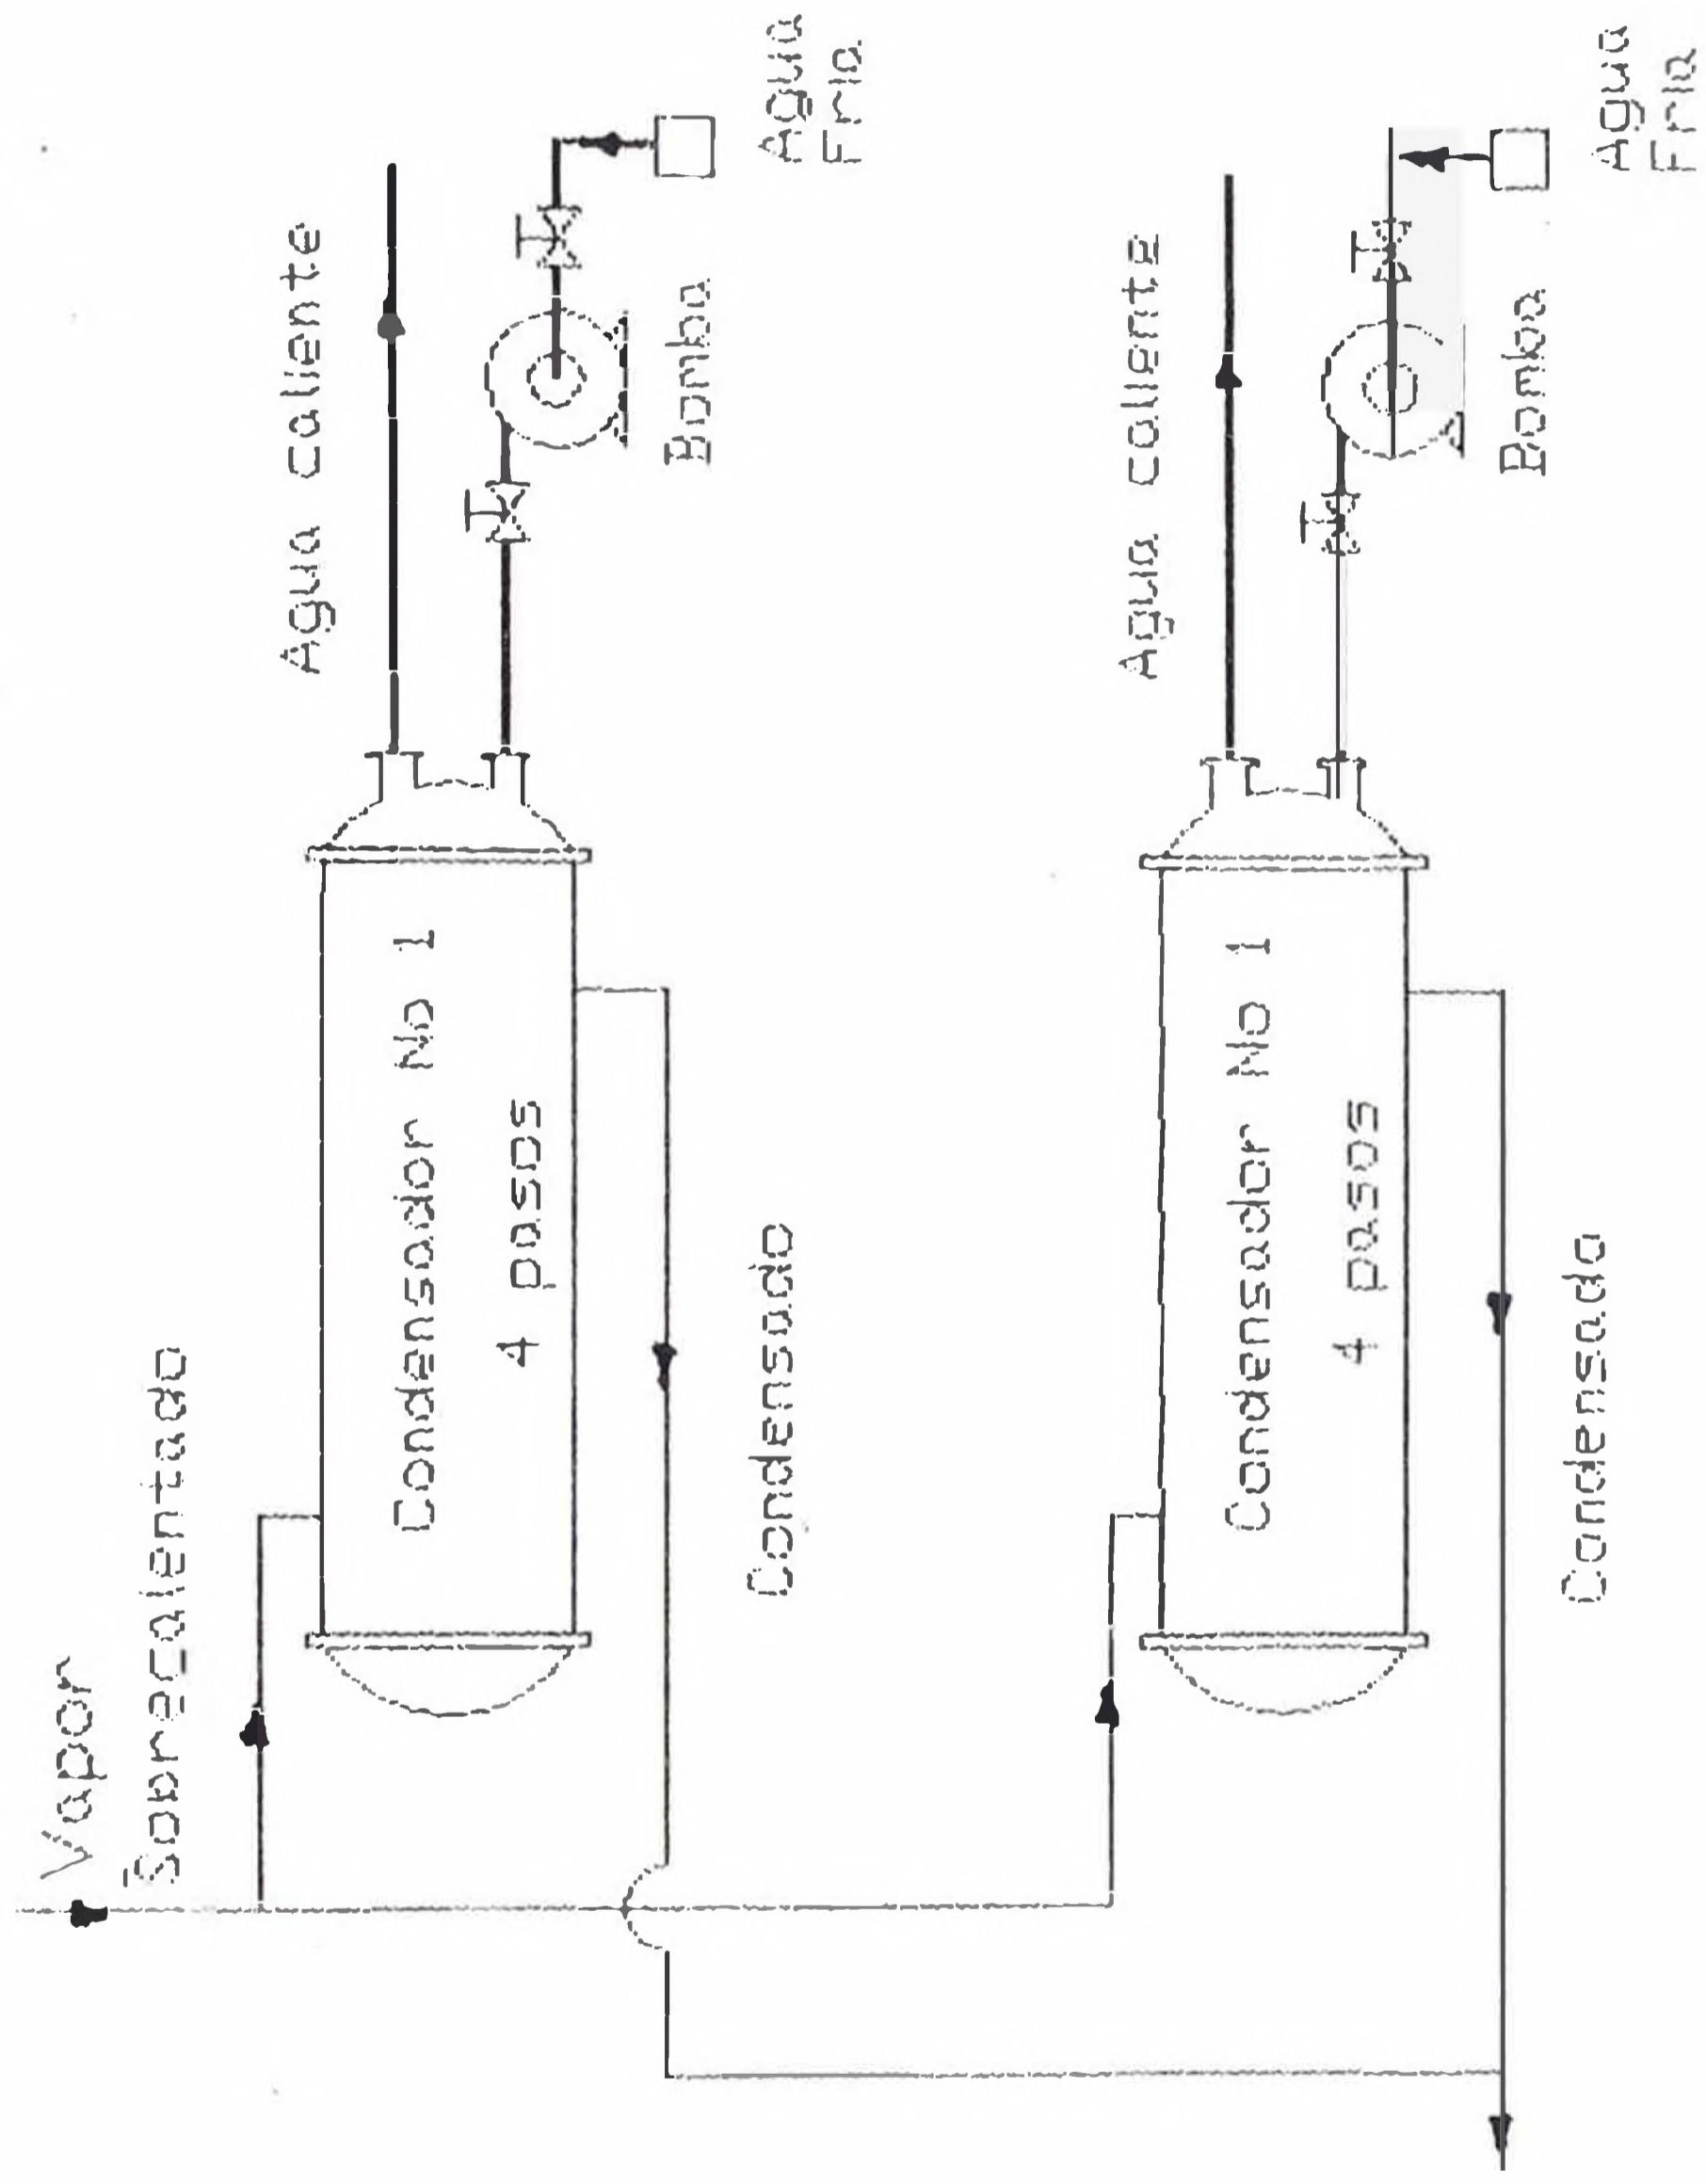 Vapor
Sobrecalentado
Agua caliente
Condensador No 1
4 pasos
Bomba
Agua
Fria
Condensado
Agua caliente
Condensador No 1
4 pasos
Bomba
Agua
Fria
Condensado